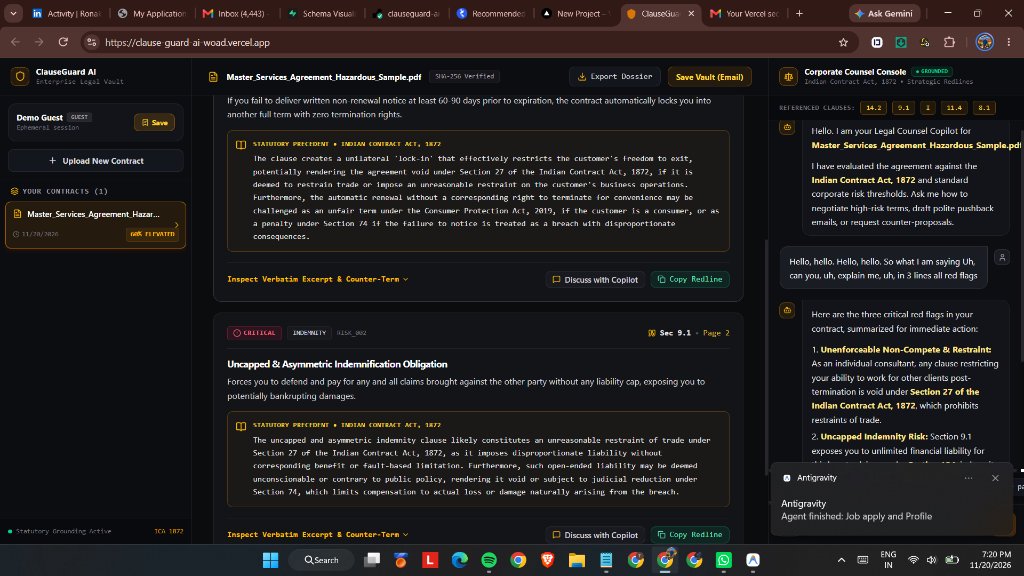 Activity | Rona
My Application
Inbox (4,443)
Schema Visual
clauseguard-ai
Recommended
New Project –
ClauseGu
Your Vercel sec
Ask Gemini
https://clause-guard-ai-woad.vercel.app
ClauseGuard AI
Enterprise Legal Vault
Demo Guest GUEST
Ephemeral session
Save
+ Upload New Contract
YOUR CONTRACTS (1)
Master_Services_Agreement_Hazar...
11/20/2026
60% ELEVATED
Statutory Grounding Active
ICA 1872
Master_Services_Agreement_Hazardous_Sample.pdf
SHA-256 Verified
Export Dossier
Save Vault (Email)
If you fail to deliver written non-renewal notice at least 60-90 days prior to expiration, the contract automatically locks you into
another full term with zero termination rights.
STATUTORY PRECEDENT • INDIAN CONTRACT ACT, 1872
The clause creates a unilateral 'lock-in' that effectively restricts the customer's freedom to exit,
potentially rendering the agreement void under Section 27 of the Indian Contract Act, 1872, if it is
deemed to restrain trade or impose an unreasonable restraint on the customer's business operations.
Furthermore, the automatic renewal without a corresponding right to terminate for convenience may be
challenged as an unfair term under the Consumer Protection Act, 2019, if the customer is a consumer, or as
a penalty under Section 74 if the failure to notice is treated as a breach with disproportionate
consequences.
Inspect Verbatim Excerpt & Counter-Term
Discuss with Copilot
Copy Redline
CRITICAL
INDEMNITY
RISK_002
Sec 9.1 • Page 2
Uncapped & Asymmetric Indemnification Obligation
Forces you to defend and pay for any and all claims brought against the other party without any liability cap, exposing you to
potentially bankrupting damages.
STATUTORY PRECEDENT • INDIAN CONTRACT ACT, 1872
The uncapped and asymmetric indemnity clause likely constitutes an unreasonable restraint of trade under
Section 27 of the Indian Contract Act, 1872, as it imposes disproportionate liability without
corresponding benefit or fault-based limitation. Furthermore, such open-ended liability may be deemed
unconscionable or contrary to public policy, rendering it void or subject to judicial reduction under
Section 74, which limits compensation to actual loss or damage naturally arising from the breach.
Inspect Verbatim Excerpt & Counter-Term
Discuss with Copilot
Copy Redline
Corporate Counsel Console
GROUNDED
Indian Contract Act, 1872 • Strategic Redlines
REFERENCED CLAUSES: 14.2 9.1 I 11.4 8.1
Hello. I am your Legal Counsel Copilot for
Master_Services_Agreement_Hazardous_Sample.pdf
I have evaluated the agreement against the
Indian Contract Act, 1872 and standard
corporate risk thresholds. Ask me how to
negotiate high-risk terms, draft polite pushback
emails, or request counter-proposals.
Hello, hello. Hello, hello. So what I am saying Uh,
can you, uh, explain me, uh, in 3 lines all red flags
Here are the three critical red flags in your
contract, summarized for immediate action:
1. Unenforceable Non-Compete & Restraint:
As an individual consultant, any clause restricting
your ability to work for other clients post-
termination is void under Section 27 of the
Indian Contract Act, 1872, which prohibits
restraints of trade.
2. Uncapped Indemnity Risk: Section 9.1
exposes you to unlimited financial liability for
Antigravity
Antigravity
Agent finished: Job apply and Profile
Search
ENG
IN
7:20 PM
11/20/2026